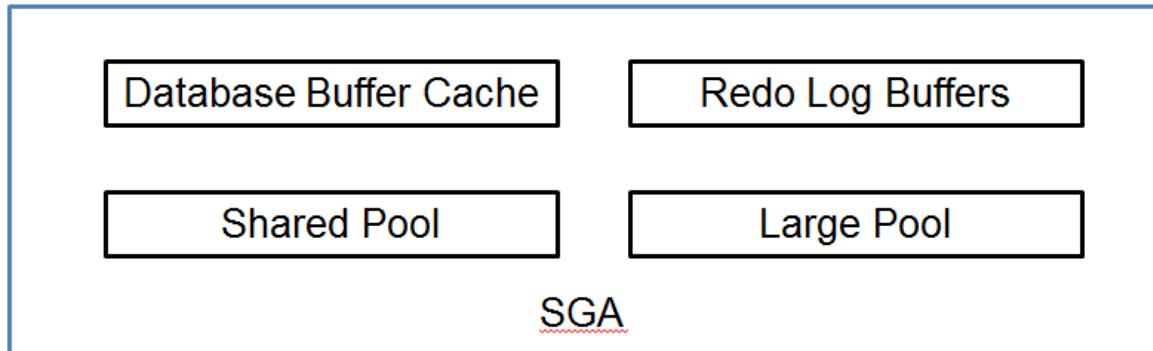 Database Buffer Cache
Redo Log Buffers
Shared Pool
Large Pool
SGA